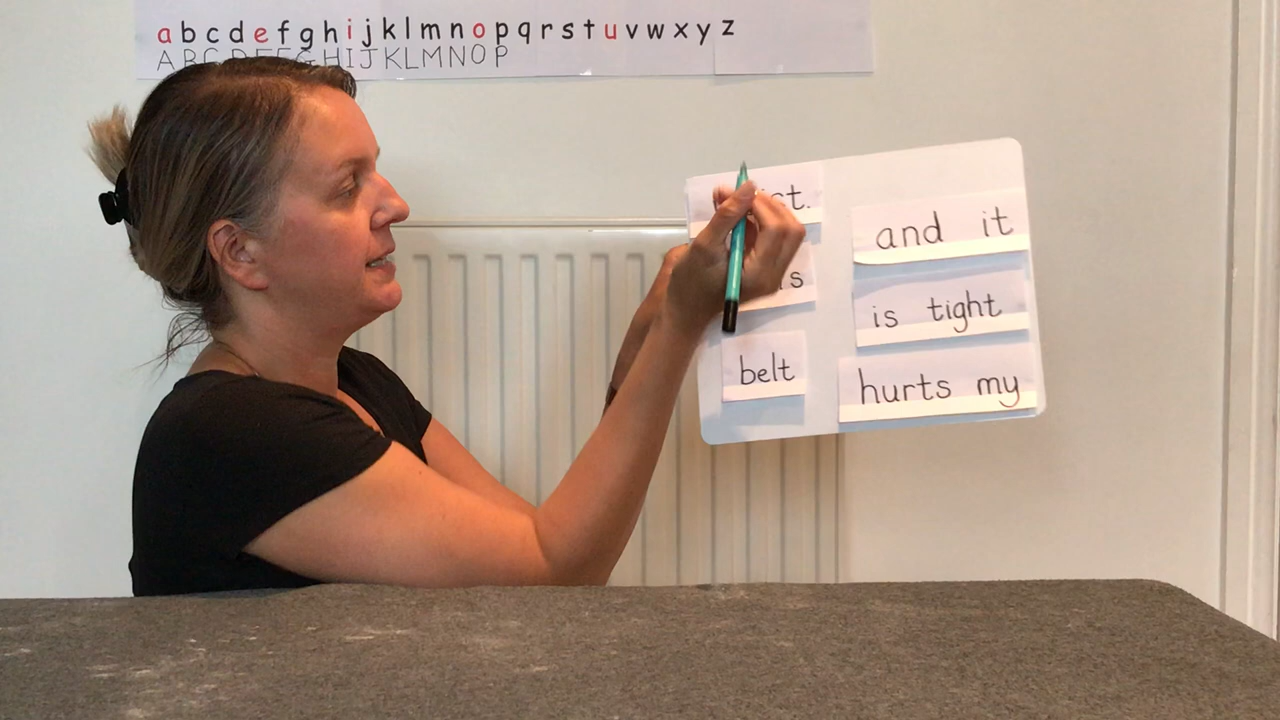 abcdefghijklmnopqrstuvwxyz
ABCDEFGHIJKLMNOP
and it
is tight
belt
hurts my